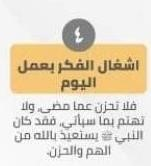 ٤
اشغال الفكر بعمل
اليوم
فلا تحزن عما مضى، ولا
تهتم بما سيأتي، فقد كان
النبي ﷺ يستعيذ بالله من
الهم والحزن.